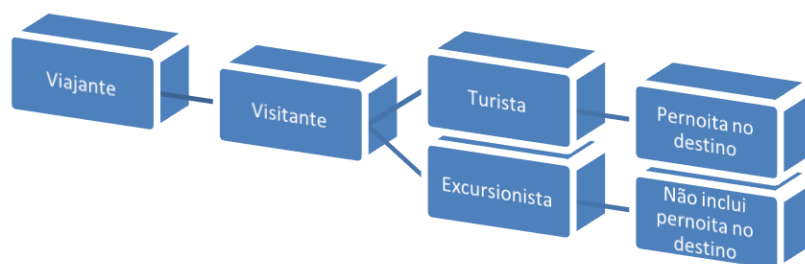 Viajante
Visitante
Turista
Pernoita no
destino
Excursionista
Não inclui
pernoita no
destino